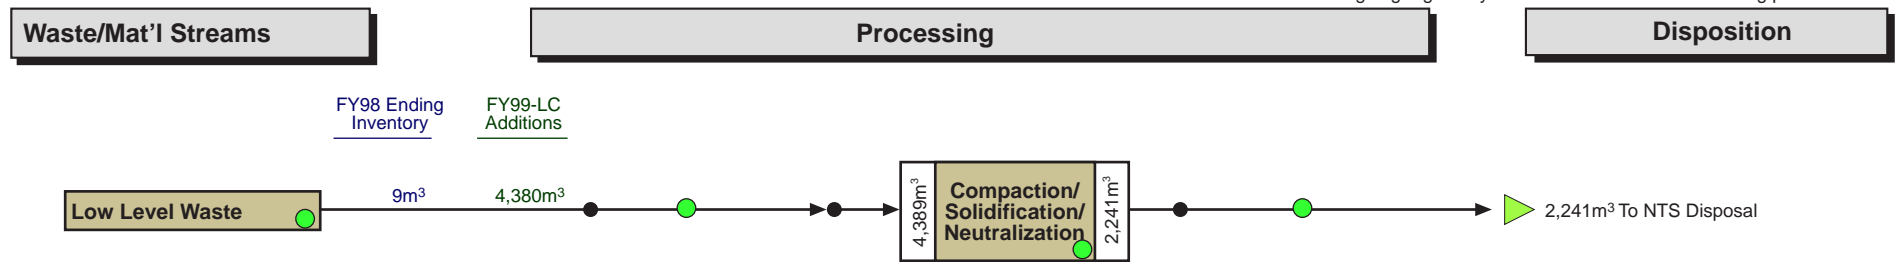 Waste/Mat'l Streams
Processing
Disposition
FY98 Ending
Inventory
FY99-LC
Additions
Low Level Waste
9m³
4,380m³
4,389m³
Compaction/
Solidification/
Neutralization
2,241m³
2,241m³ To NTS Disposal